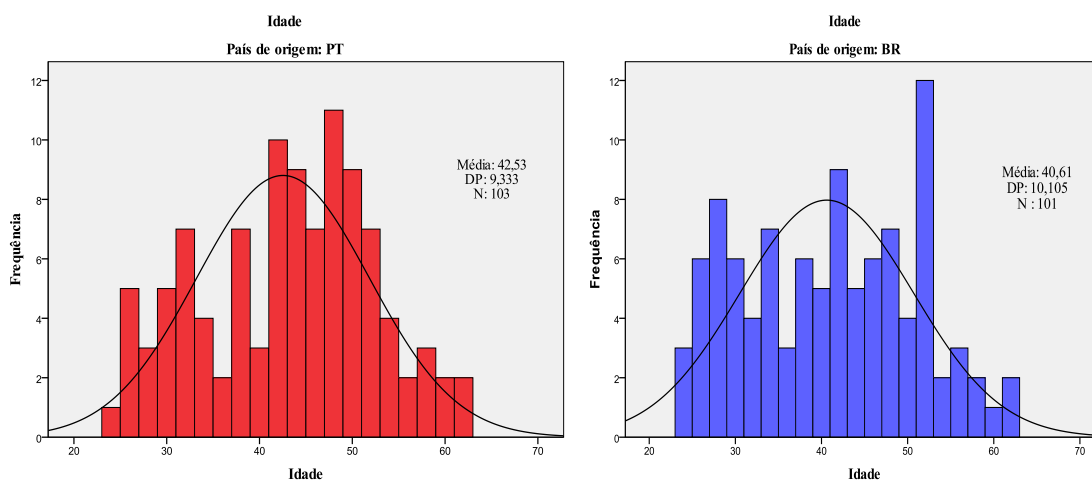 Idade
País de origem: PT
12
10
8
6
4
2
0
Frequência
Média: 42,53
DP: 9,333
N: 103
20 30 40 50 60 70
Idade
Idade
País de origem: BR
12
10
8
6
4
2
0
Frequência
Média: 40,61
DP: 10,105
N : 101
20 30 40 50 60 70
Idade